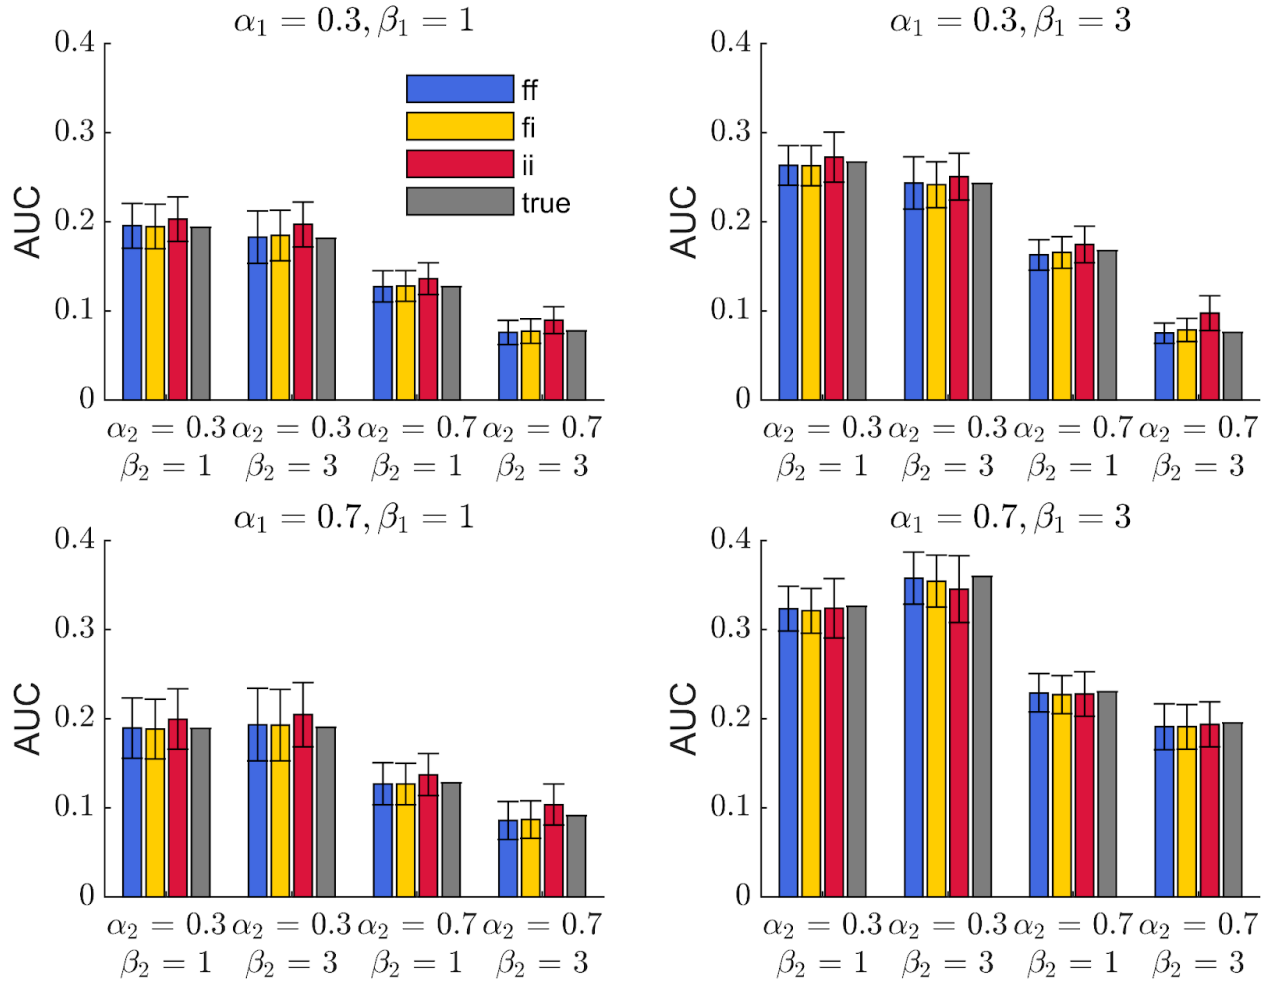 α₁ = 0.3, β₁ = 1
0.4
0.3
0.2
0.1
0
AUC
ff
fi
ii
true
α₂ = 0.3 α₂ = 0.3 α₂ = 0.7 α₂ = 0.7
β₂ = 1 β₂ = 3 β₂ = 1 β₂ = 3
α₁ = 0.3, β₁ = 3
0.4
0.3
0.2
0.1
0
AUC
α₂ = 0.3 α₂ = 0.3 α₂ = 0.7 α₂ = 0.7
β₂ = 1 β₂ = 3 β₂ = 1 β₂ = 3
α₁ = 0.7, β₁ = 1
0.4
0.3
0.2
0.1
0
AUC
α₂ = 0.3 α₂ = 0.3 α₂ = 0.7 α₂ = 0.7
β₂ = 1 β₂ = 3 β₂ = 1 β₂ = 3
α₁ = 0.7, β₁ = 3
0.4
0.3
0.2
0.1
0
AUC
α₂ = 0.3 α₂ = 0.3 α₂ = 0.7 α₂ = 0.7
β₂ = 1 β₂ = 3 β₂ = 1 β₂ = 3